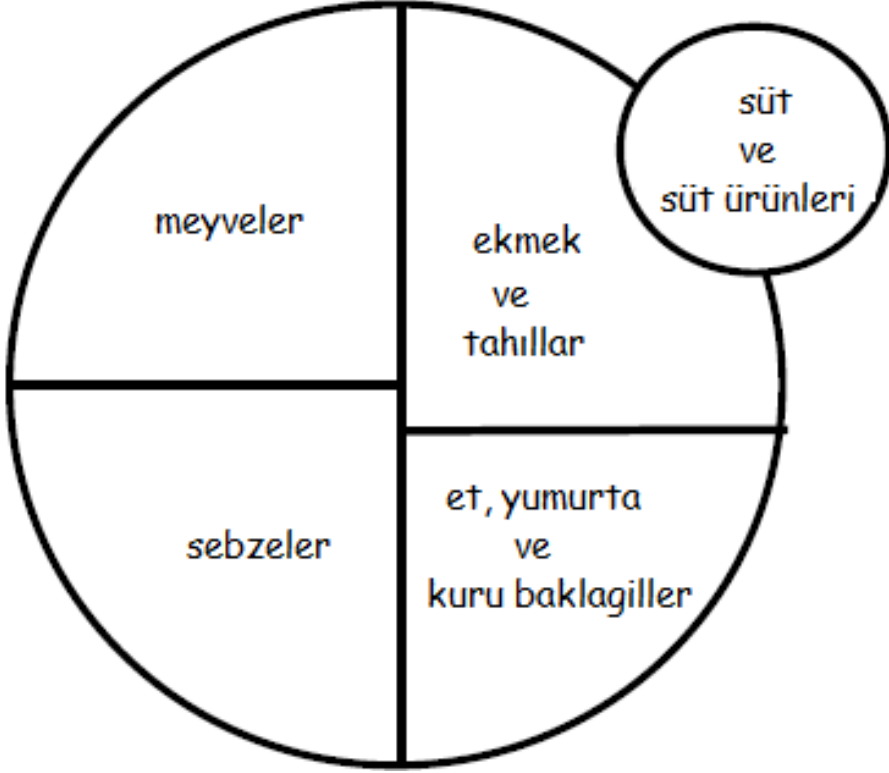 meyveler
ekmek
ve
tahıllar
süt
ve
süt ürünleri
sebzeler
et, yumurta
ve
kuru baklagiller